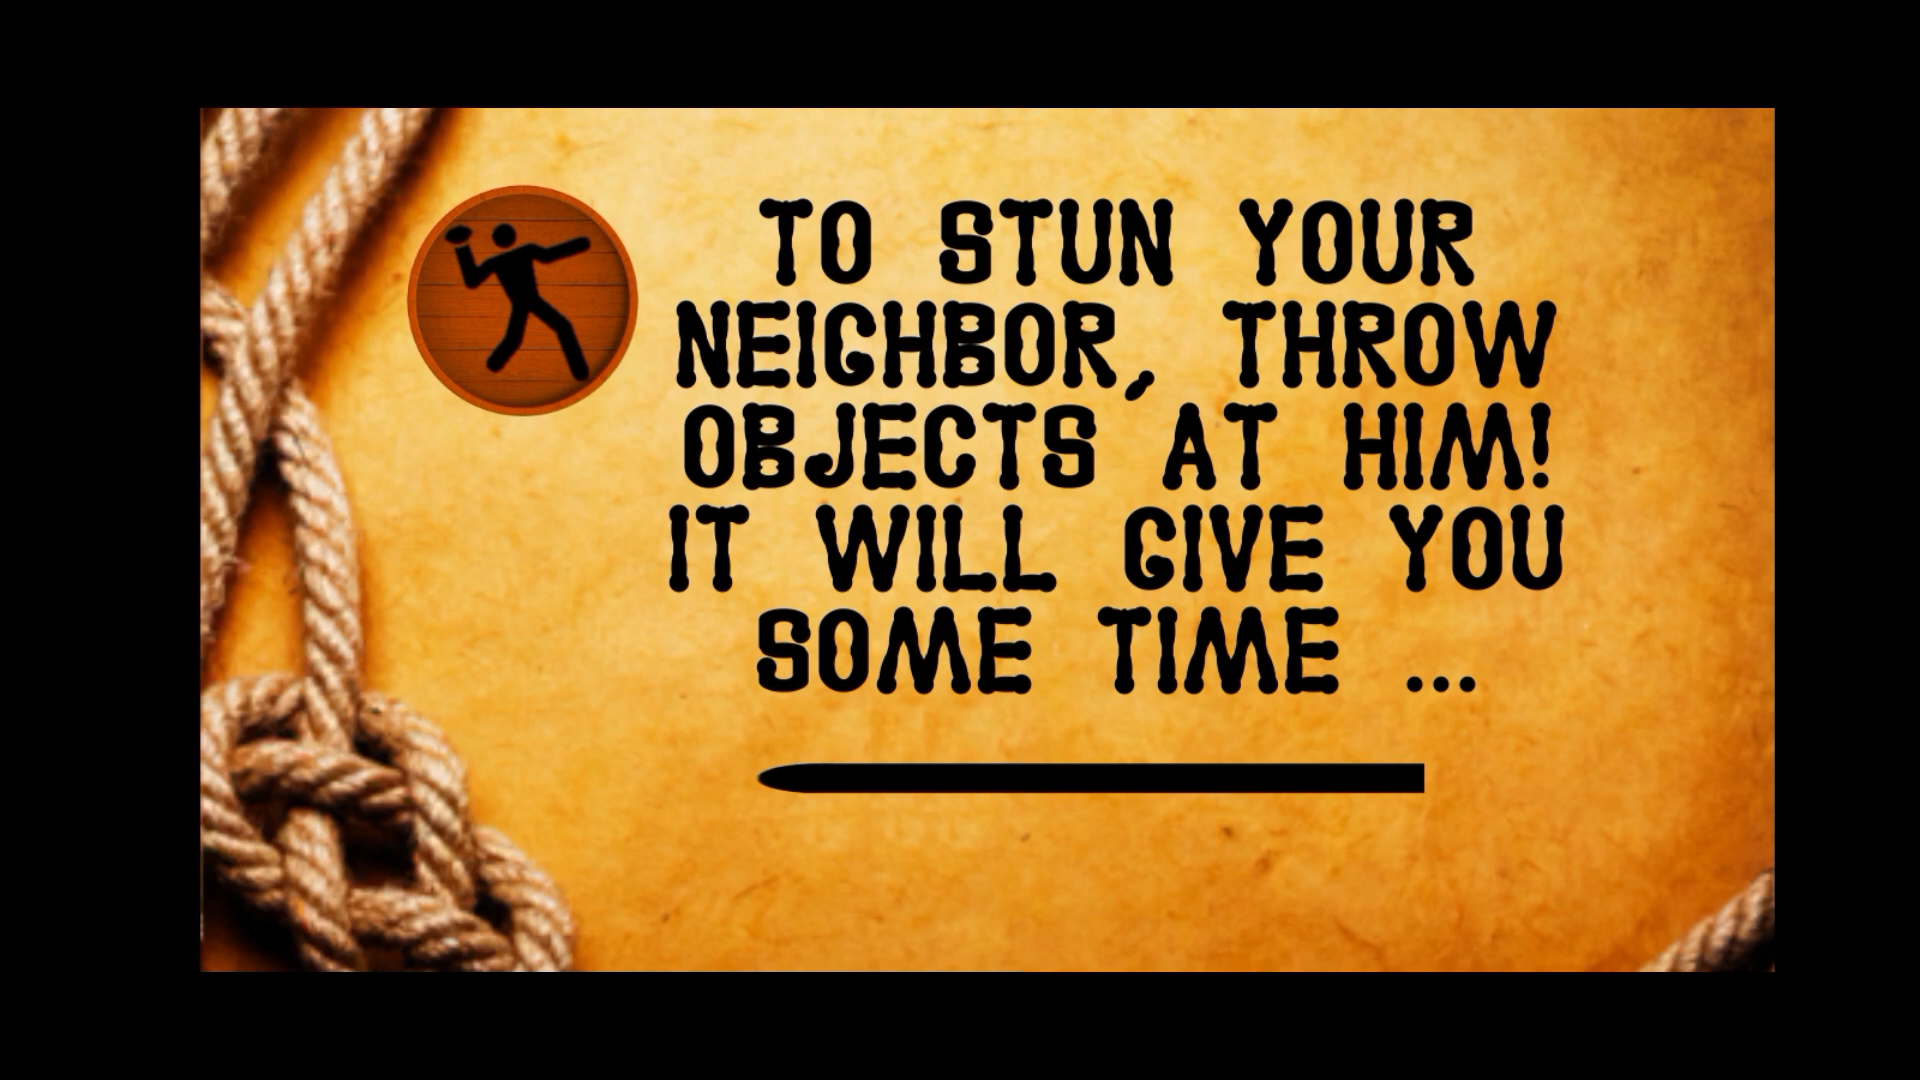 TO STUN YOUR
NEIGHBOR, THROW
OBJECTS AT HIM!
IT WILL GIVE YOU
SOME TIME ...